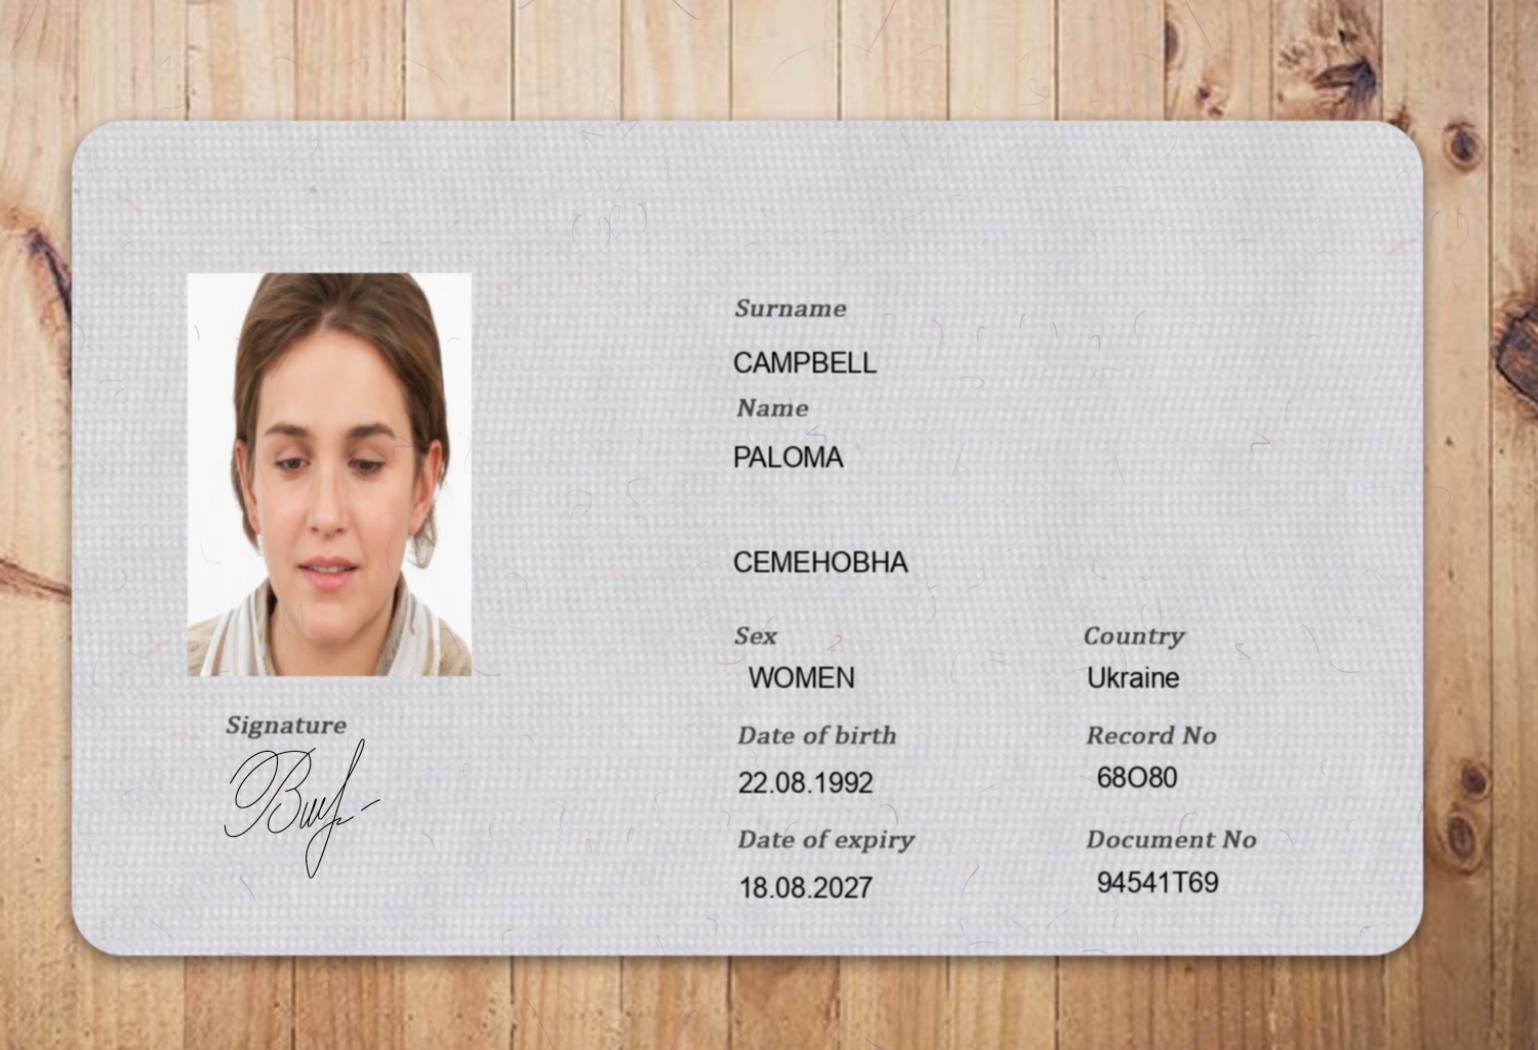 Surname
CAMPBELL
Name
PALOMA
СЕМЕНОВНА
Sex
WOMEN
Country
Ukraine
Date of birth
22.08.1992
Record No
68O80
Date of expiry
18.08.2027
Document No
94541T69
Signature